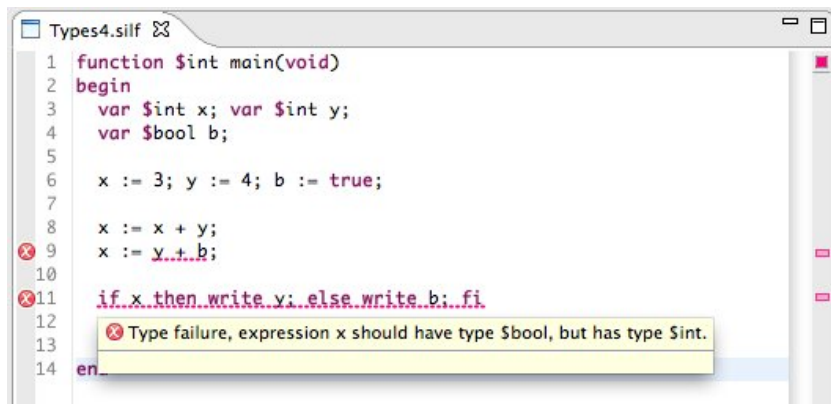 Types4.silf
1 function $int main(void)
2 begin
3 var $int x; var $int y;
4 var $bool b;
5
6 x := 3; y := 4; b := true;
7
8 x := x + y;
9 x := y + b;
10
11 if x then write y; else write b; fi
12 Type failure, expression x should have type $bool, but has type $int.
13
14 en